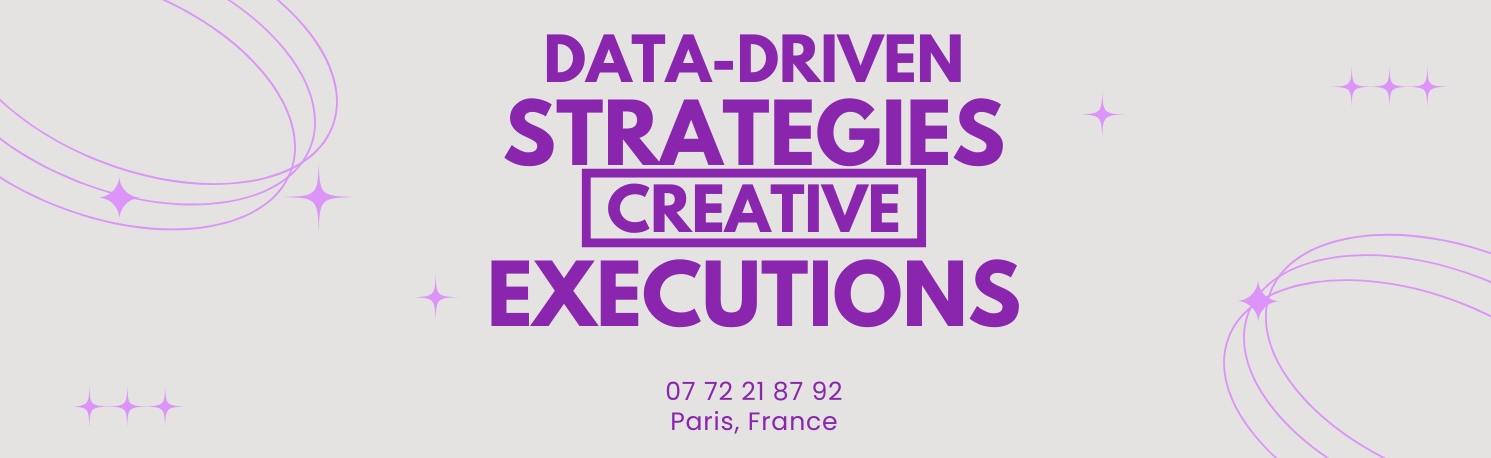 DATA-DRIVEN
STRATEGIES
CREATIVE
EXECUTIONS
07 72 21 87 92
Paris, France